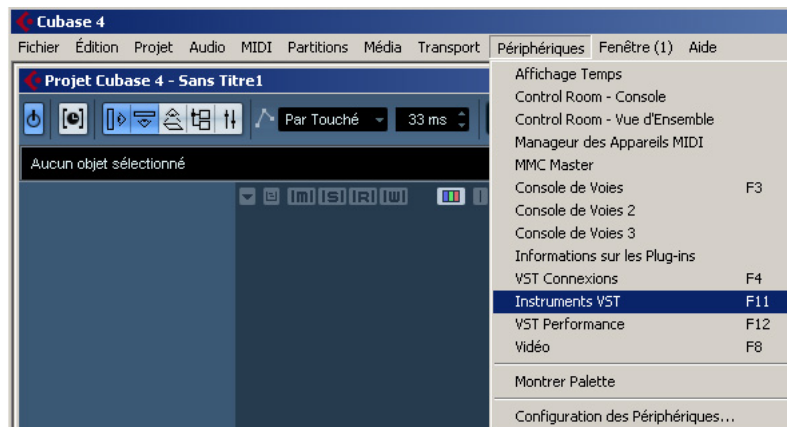 Cubase 4
Fichier Édition Projet Audio MIDI Partitions Média Transport Périphériques Fenêtre (1) Aide
Projet Cubase 4 - Sans Titre1
Par Touché 33 ms
Aucun objet sélectionné
[m] [S] [R] [W]
Affichage Temps
Control Room - Console
Control Room - Vue d'Ensemble
Manageur des Appareils MIDI
MMC Master
Console de Voies F3
Console de Voies 2
Console de Voies 3
Informations sur les Plug-ins
VST Connexions F4
Instruments VST F11
VST Performance F12
Vidéo F8
Montrer Palette
Configuration des Périphériques...